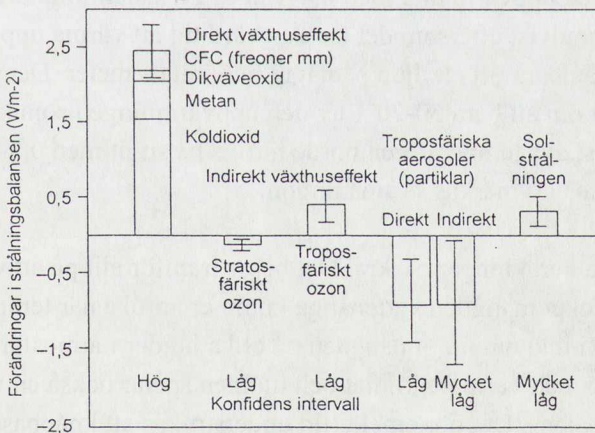 Förändringar i strålningsbalansen (Wm-2)
2,5
1,5
0,5
−0,5
−1,5
−2,5
Direkt växthuseffekt
CFC (freoner mm)
Dikväveoxid
Metan
Koldioxid
Indirekt växthuseffekt
Stratos-
färiskt
ozon
Tropos-
färiskt
ozon
Troposfäriska
aerosoler
(partiklar)
Direkt Indirekt
Sol-
strål-
ningen
Hög Låg Låg Låg Mycket Mycket
låg låg
Konfidens intervall